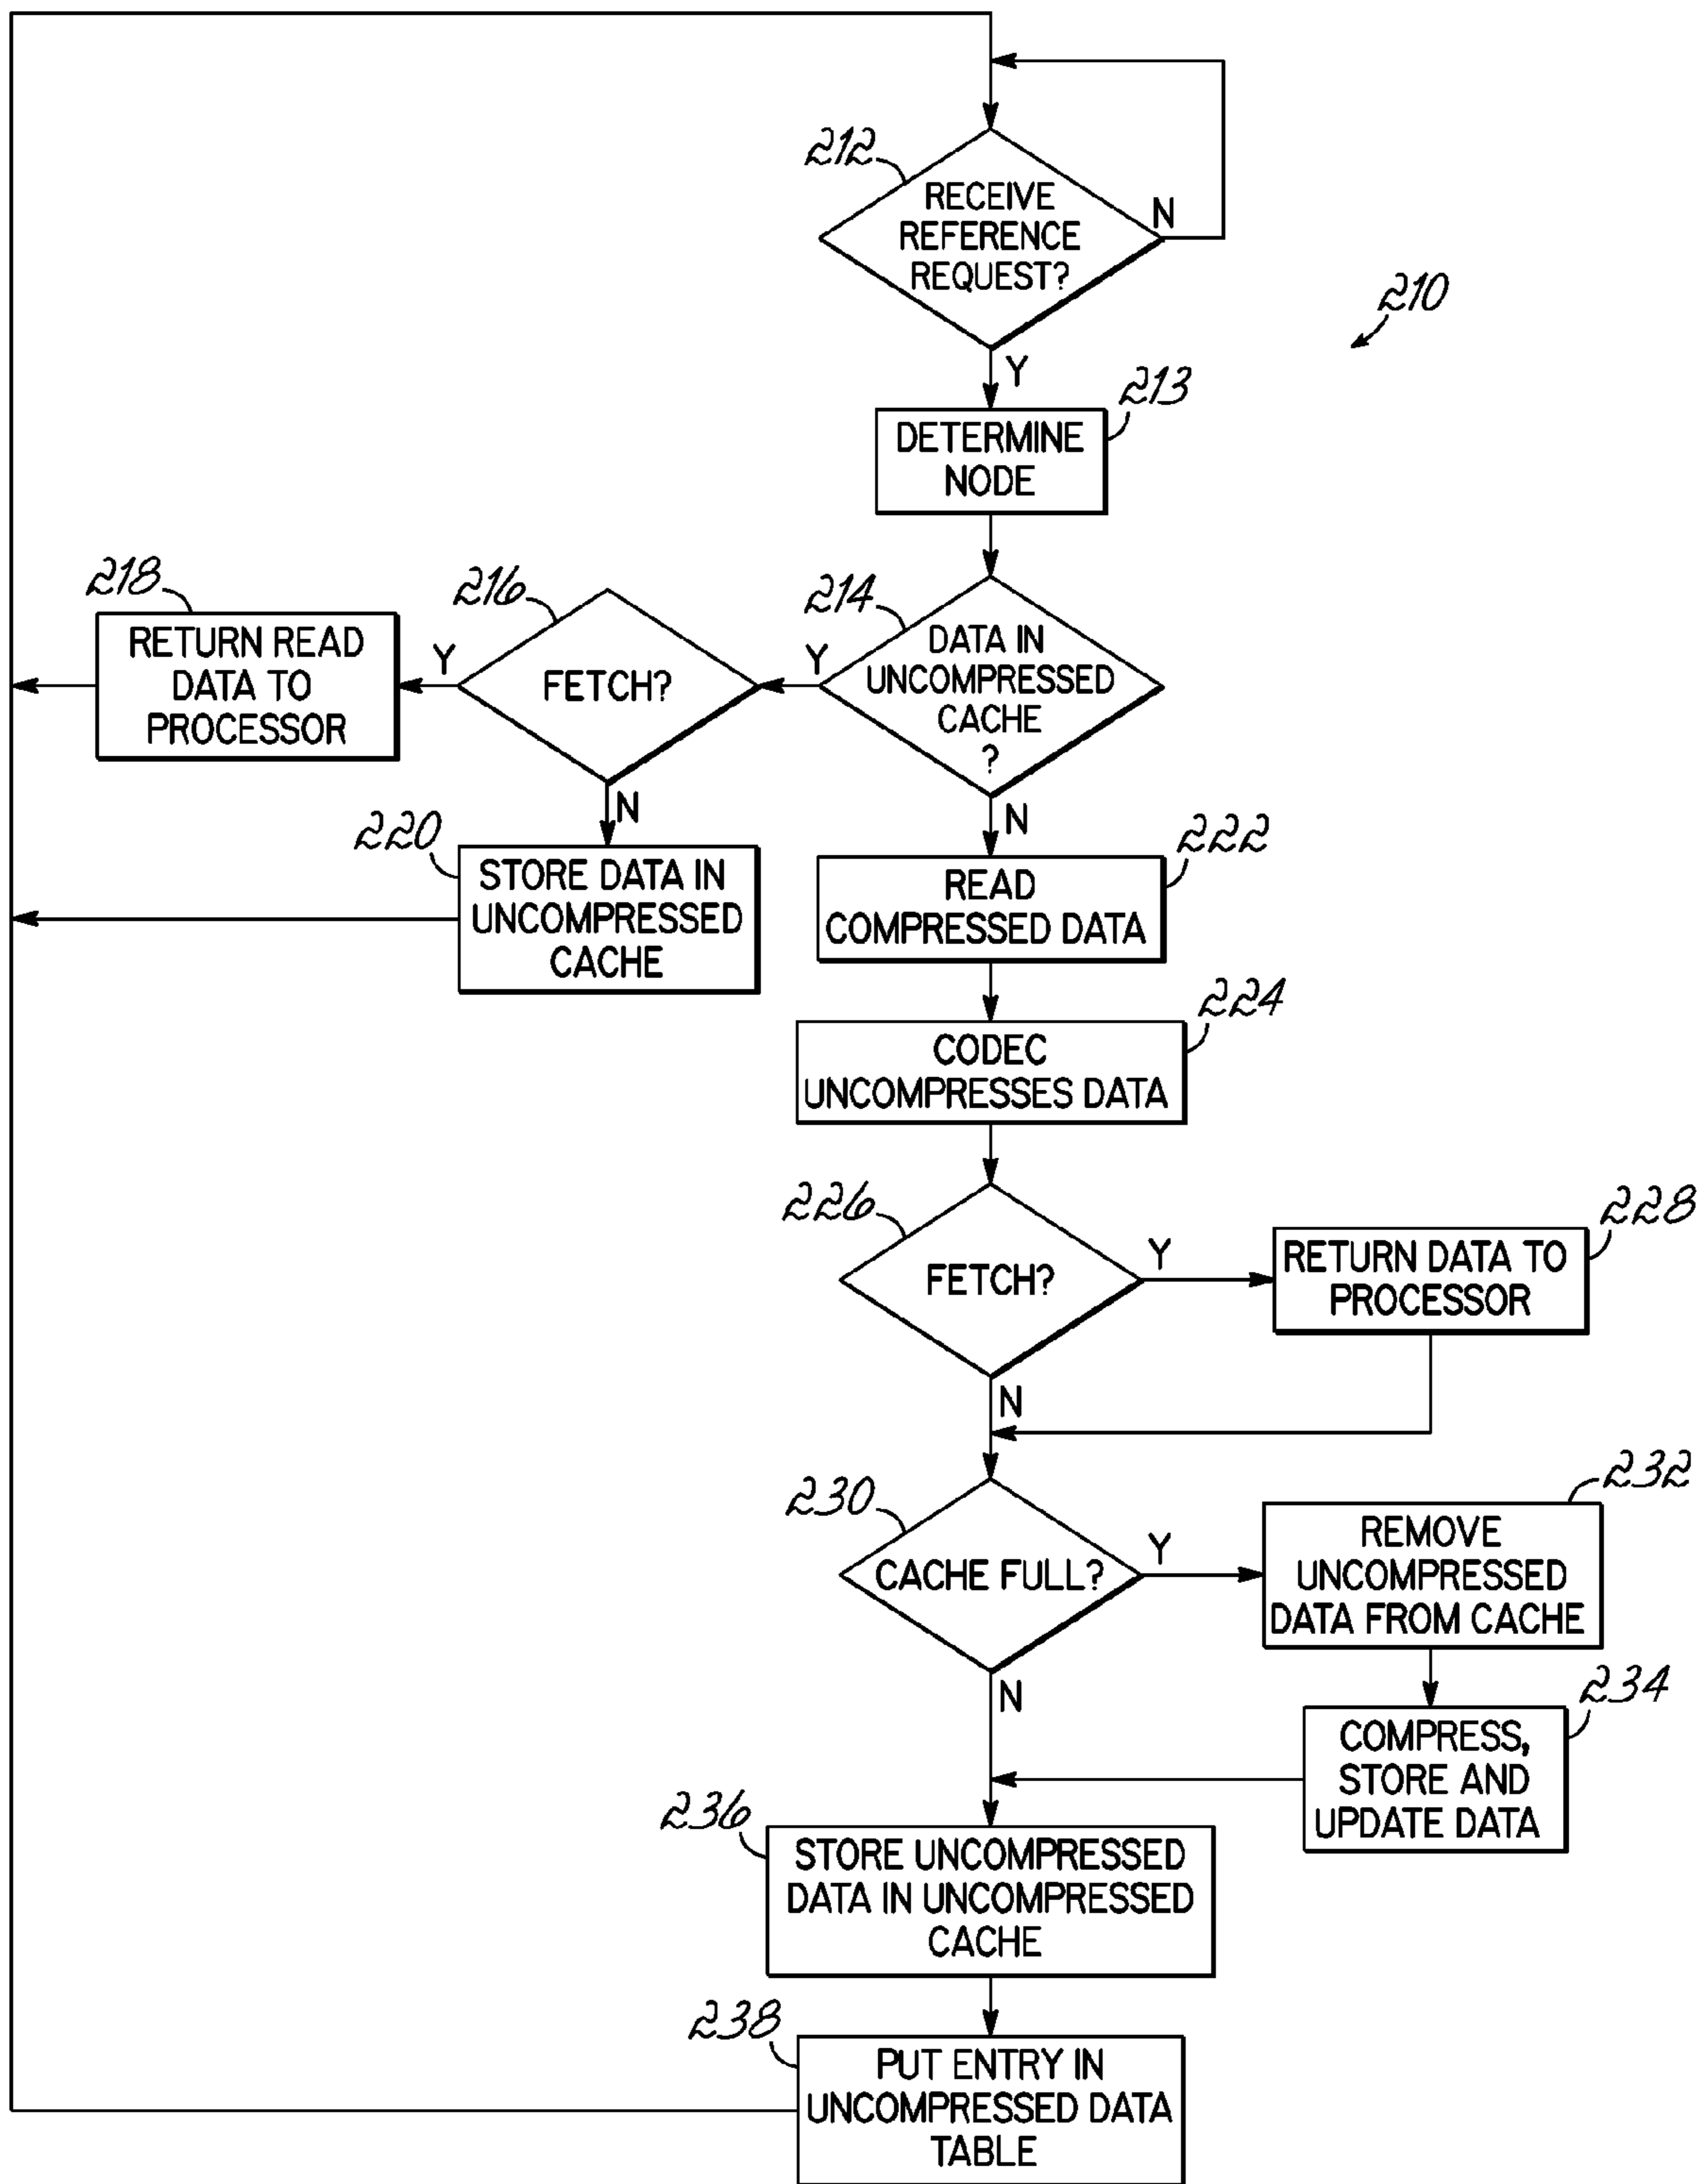 212
RECEIVE
REFERENCE
REQUEST?
N
210
Y
213
DETERMINE
NODE
218
RETURN READ
DATA TO
PROCESSOR
Y
216
FETCH?
Y
214
DATA IN
UNCOMPRESSED
CACHE
?
N
220
STORE DATA IN
UNCOMPRESSED
CACHE
N
222
READ
COMPRESSED DATA
224
CODEC
UNCOMPRESSES DATA
226
FETCH?
Y
228
RETURN DATA TO
PROCESSOR
N
230
CACHE FULL?
Y
232
REMOVE
UNCOMPRESSED
DATA FROM CACHE
N
234
COMPRESS,
STORE AND
UPDATE DATA
236
STORE UNCOMPRESSED
DATA IN UNCOMPRESSED
CACHE
238
PUT ENTRY IN
UNCOMPRESSED DATA
TABLE